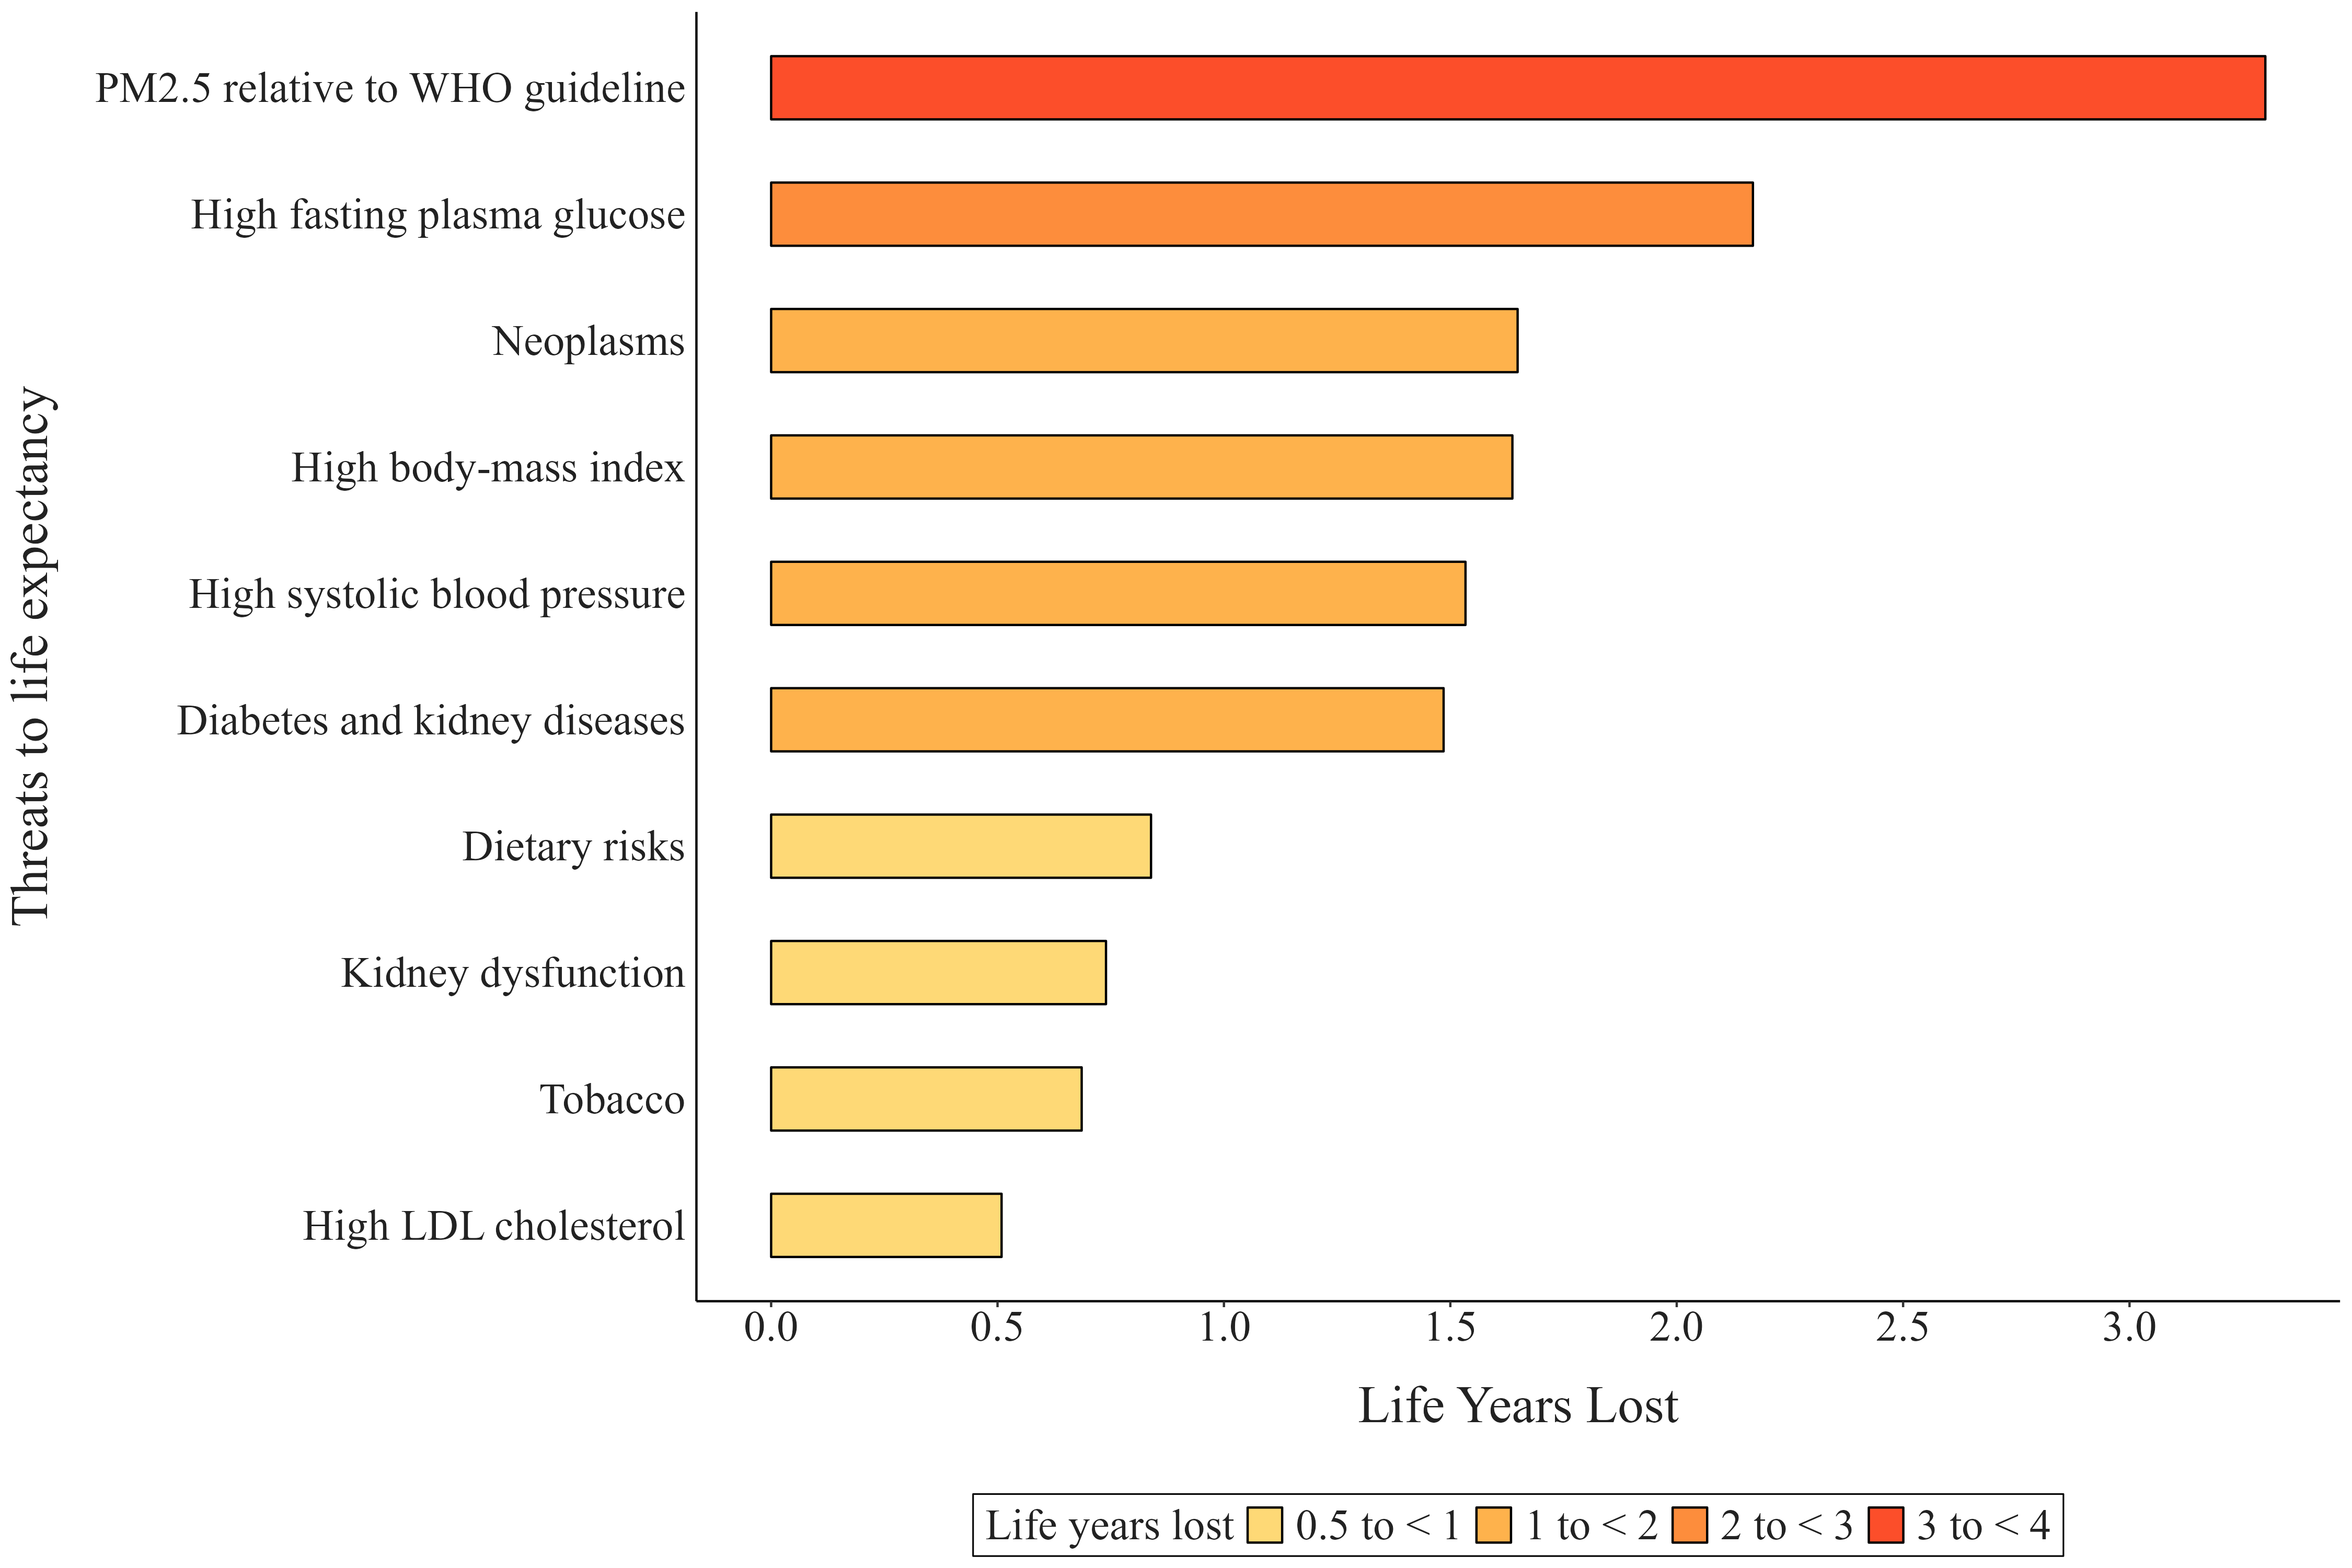 Threats to life expectancy
PM2.5 relative to WHO guideline
High fasting plasma glucose
Neoplasms
High body-mass index
High systolic blood pressure
Diabetes and kidney diseases
Dietary risks
Kidney dysfunction
Tobacco
High LDL cholesterol
0.0 0.5 1.0 1.5 2.0 2.5 3.0
Life Years Lost
Life years lost 0.5 to < 1 1 to < 2 2 to < 3 3 to < 4